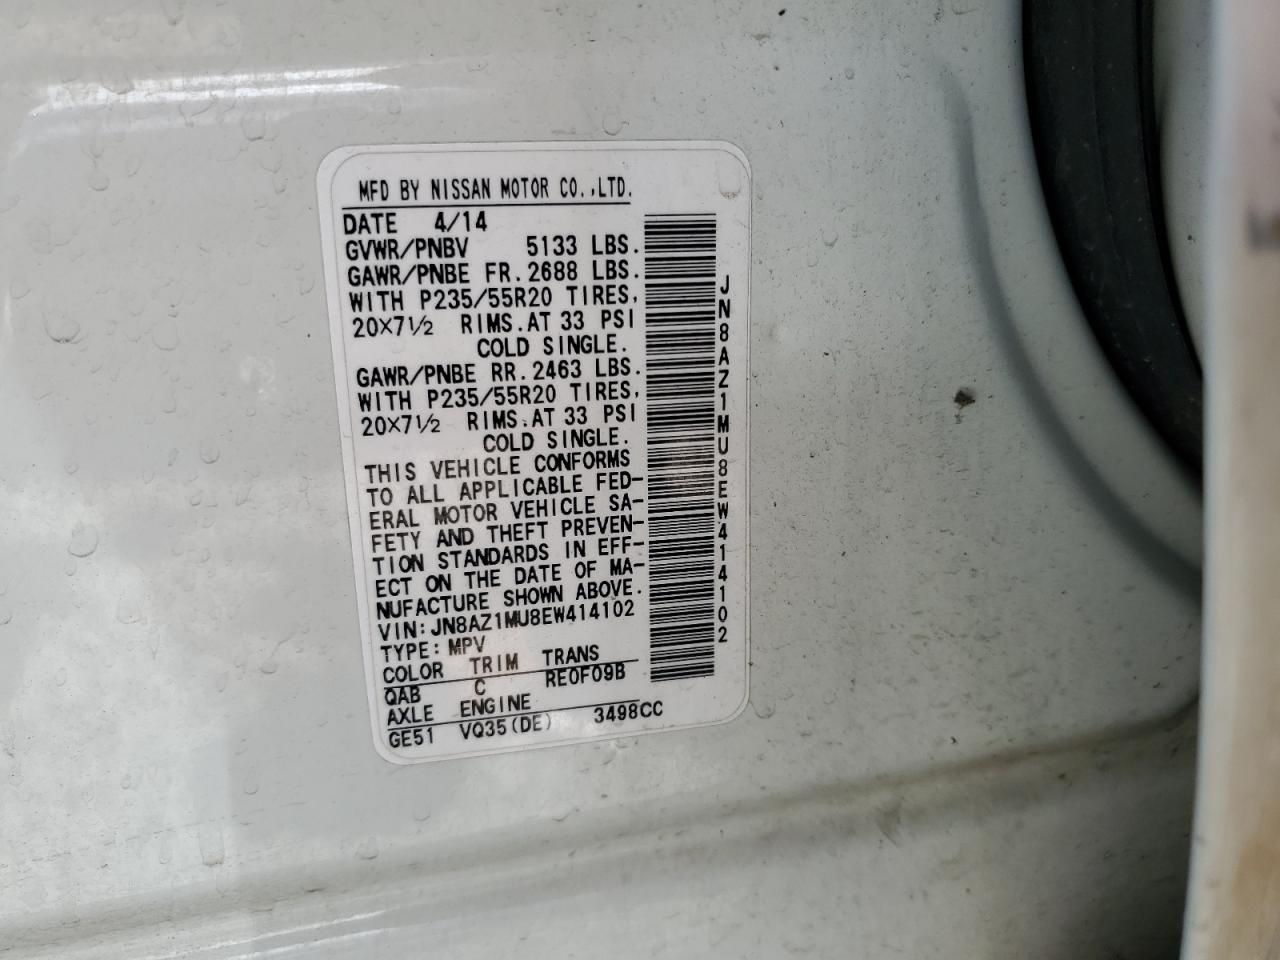 MFD BY NISSAN MOTOR CO.,LTD.
DATE 4/14
GVWR/PNBV 5133 LBS.
GAWR/PNBE FR. 2688 LBS.
WITH P235/55R20 TIRES,
20×7½ RIMS. AT 33 PSI
COLD SINGLE.
GAWR/PNBE RR. 2463 LBS.
WITH P235/55R20 TIRES,
20×7½ RIMS. AT 33 PSI
COLD SINGLE.
THIS VEHICLE CONFORMS
TO ALL APPLICABLE FED-
ERAL MOTOR VEHICLE SA-
FETY AND THEFT PREVEN-
TION STANDARDS IN EFF-
ECT ON THE DATE OF MA-
NUFACTURE SHOWN ABOVE.
VIN: JN8AZ1MU8EW414102
TYPE: MPV
COLOR TRIM TRANS
QAB C RE0F09B
AXLE ENGINE
GE51 VQ35(DE) 3498CC
JN8AZ1MU8EW414102